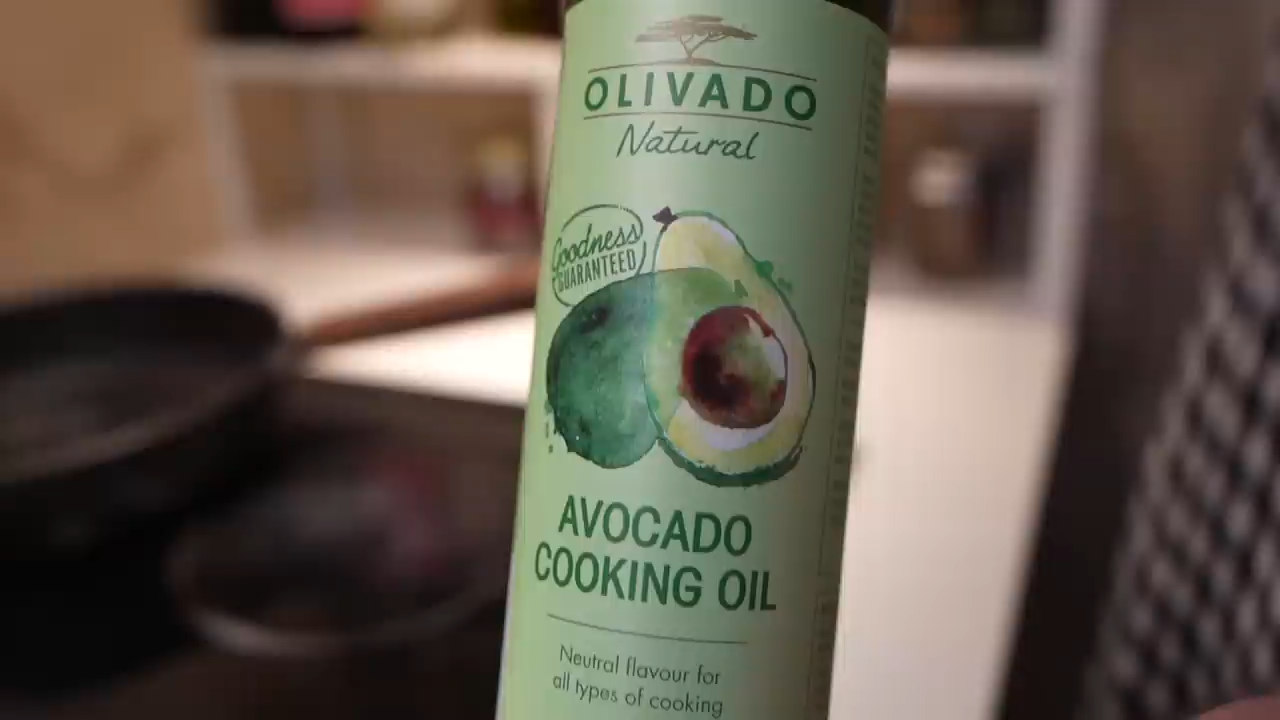 OLIVADO
Natural
Goodness
GUARANTEED
AVOCADO
COOKING OIL
Neutral flavour for
all types of cooking